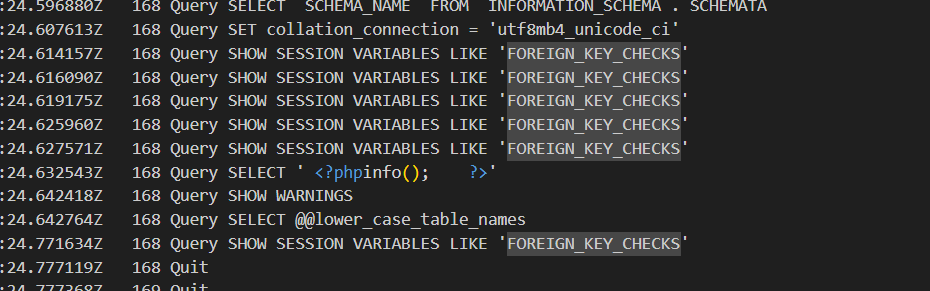 :24.596880Z 168 Query SELECT `SCHEMA_NAME` FROM `INFORMATION_SCHEMA`.`SCHEMATA`
:24.607613Z 168 Query SET collation_connection = 'utf8mb4_unicode_ci'
:24.614157Z 168 Query SHOW SESSION VARIABLES LIKE 'FOREIGN_KEY_CHECKS'
:24.616090Z 168 Query SHOW SESSION VARIABLES LIKE 'FOREIGN_KEY_CHECKS'
:24.619175Z 168 Query SHOW SESSION VARIABLES LIKE 'FOREIGN_KEY_CHECKS'
:24.625960Z 168 Query SHOW SESSION VARIABLES LIKE 'FOREIGN_KEY_CHECKS'
:24.627571Z 168 Query SHOW SESSION VARIABLES LIKE 'FOREIGN_KEY_CHECKS'
:24.632543Z 168 Query SELECT ' <?phpinfo(); ?>'
:24.642418Z 168 Query SHOW WARNINGS
:24.642764Z 168 Query SELECT @@lower_case_table_names
:24.771634Z 168 Query SHOW SESSION VARIABLES LIKE 'FOREIGN_KEY_CHECKS'
:24.777119Z 168 Quit
:24.777368Z 169 Quit